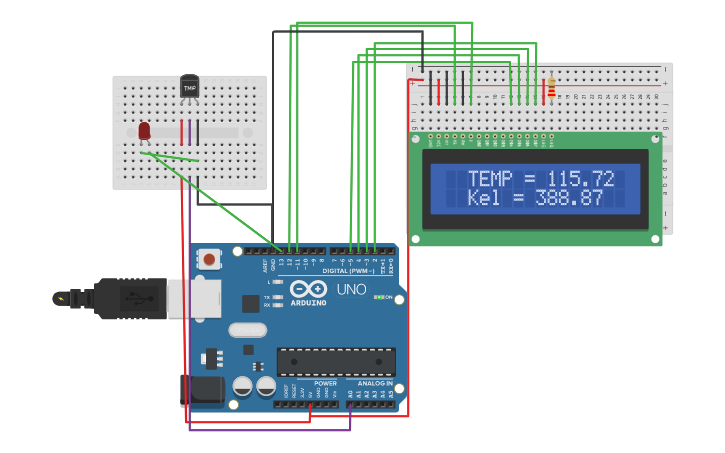 TMP
TEMP = 115.72
Kel = 388.87
AREF
GND
13
12
~11
~10
~9
8
7
~6
~5
4
~3
2
TX→1
RX←0
DIGITAL (PWM~)
L
TX
RX
UNO
ARDUINO
ON
POWER
ANALOG IN
IOREF
RESET
3.3V
5V
GND
GND
Vin
A0
A1
A2
A3
A4
A5